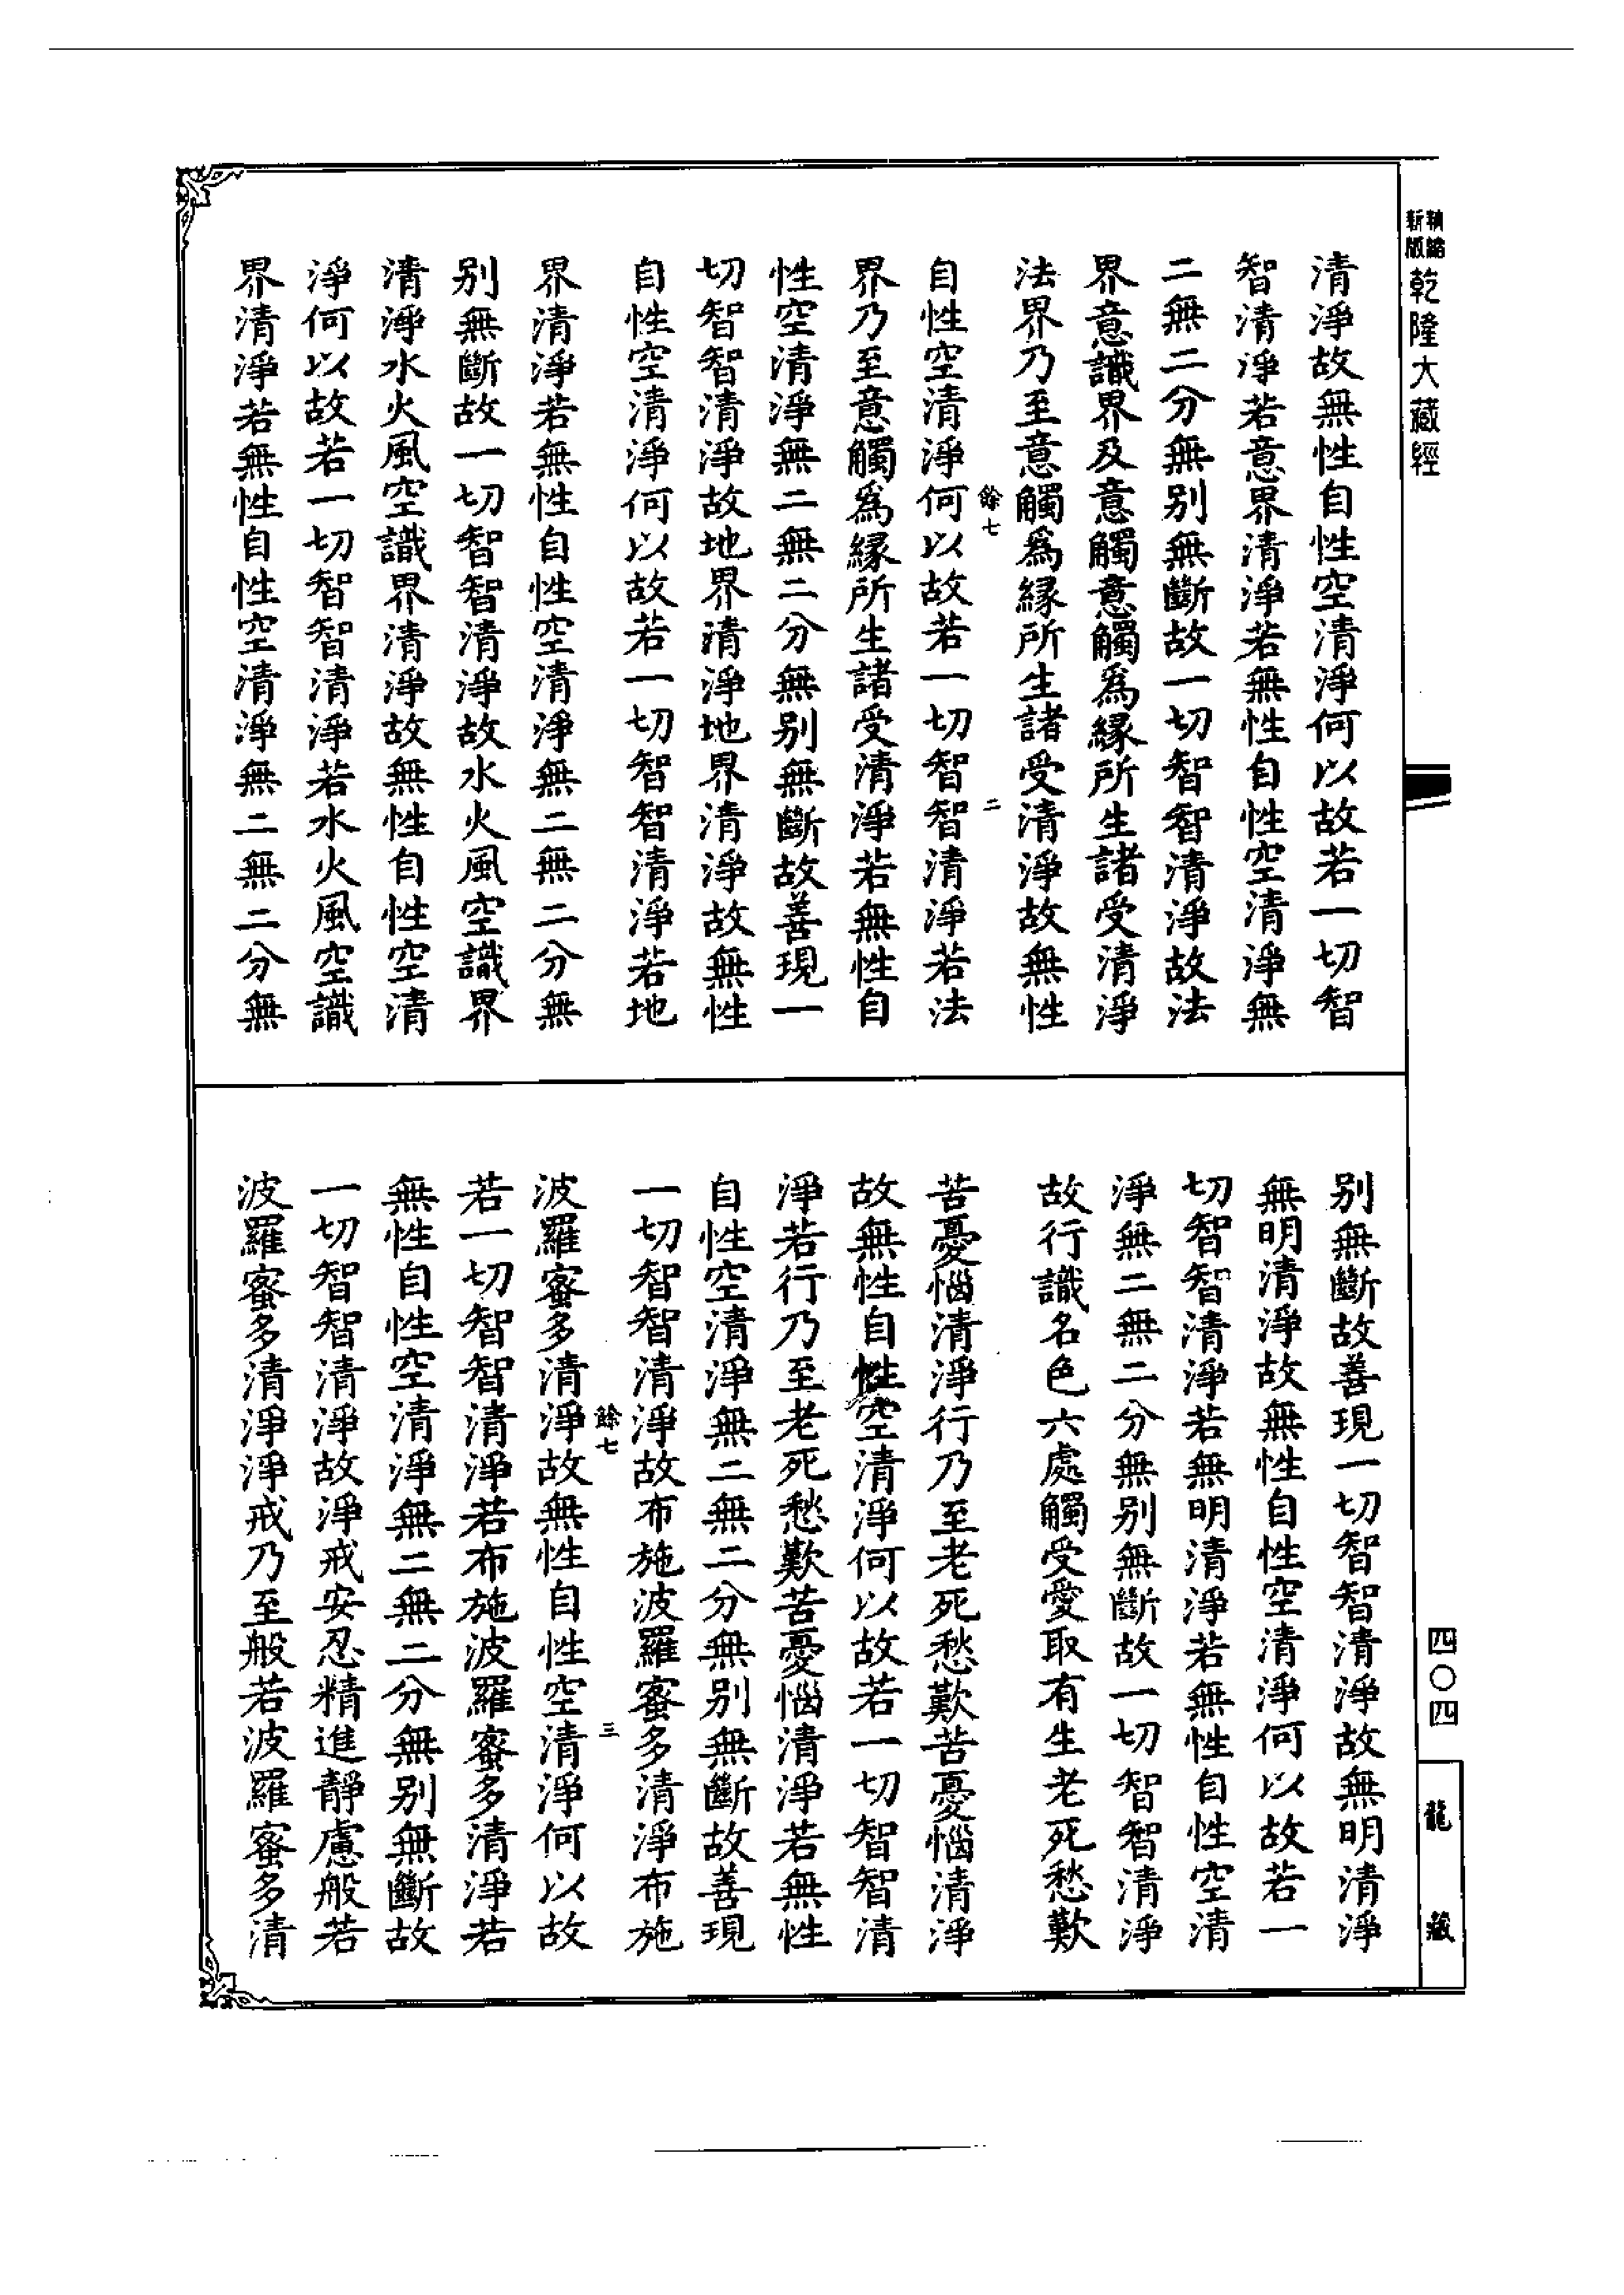 新版
精縮
乾隆大藏經
清淨故無性自性空清淨何以故若一切智
智清淨若意界清淨若無性自性空清淨無
二無二分無別無斷故一切智智清淨故法
界意識界及意觸意觸爲緣所生諸受清淨
法界乃至意觸爲緣所生諸受清淨故無性
餘七
二
自性空清淨何以故若一切智智清淨若法
界乃至意觸爲緣所生諸受清淨若無性自
性空清淨無二無二分無別無斷故善現一
切智智清淨故地界清淨地界清淨故無性
自性空清淨何以故若一切智智清淨若地
界清淨若無性自性空清淨無二無二分無
別無斷故一切智智清淨故水火風空識界
清淨水火風空識界清淨故無性自性空清
淨何以故若一切智智清淨若水火風空識
界清淨若無性自性空清淨無二無二分無
別無斷故善現一切智智清淨故無明清淨
無明清淨故無性自性空清淨何以故若一
切智智清淨若無明清淨若無性自性空清
淨無二無二分無別無斷故一切智智清淨
故行識名色六處觸受愛取有生老死愁歎
苦憂惱清淨行乃至老死愁歎苦憂惱清淨
故無性自性空清淨何以故若一切智智清
淨若行乃至老死愁歎苦憂惱清淨若無性
自性空清淨無二無二分無別無斷故善現
一切智智清淨故布施波羅蜜多清淨布施
餘七
三
波羅蜜多清淨故無性自性空清淨何以故
若一切智智清淨若布施波羅蜜多清淨若
無性自性空清淨無二無二分無別無斷故
一切智智清淨故淨戒安忍精進靜慮般若
波羅蜜多清淨淨戒乃至般若波羅蜜多清
四〇四
龍藏